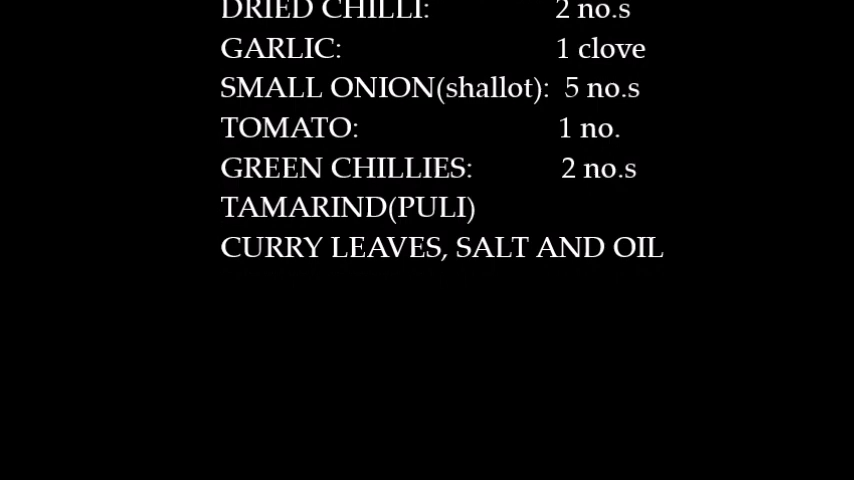 DRIED CHILLI: 2 no.s
GARLIC: 1 clove
SMALL ONION(shallot): 5 no.s
TOMATO: 1 no.
GREEN CHILLIES: 2 no.s
TAMARIND(PULI)
CURRY LEAVES, SALT AND OIL